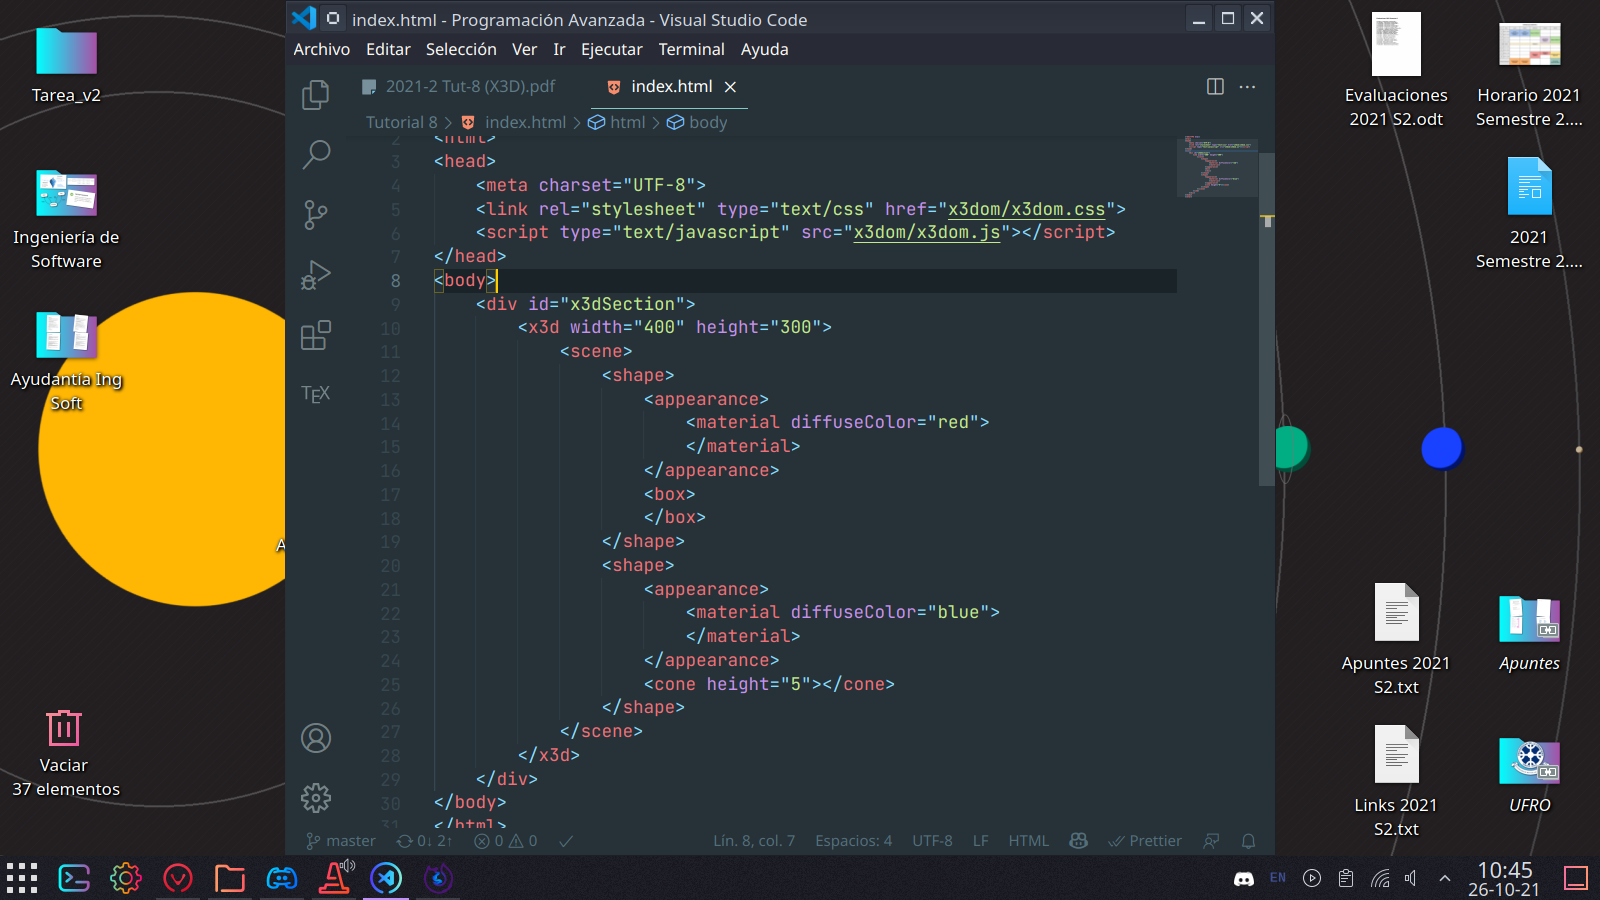 index.html - Programación Avanzada - Visual Studio Code
Archivo Editar Selección Ver Ir Ejecutar Terminal Ayuda
2021-2 Tut-8 (X3D).pdf
index.html
Tutorial 8 > index.html > html > body
2 <html>
3 <head>
4 <meta charset="UTF-8">
5 <link rel="stylesheet" type="text/css" href="x3dom/x3dom.css">
6 <script type="text/javascript" src="x3dom/x3dom.js"></script>
7 </head>
8 <body>
9 <div id="x3dSection">
10 <x3d width="400" height="300">
11 <scene>
12 <shape>
13 <appearance>
14 <material diffuseColor="red">
15 </material>
16 </appearance>
17 <box>
18 </box>
19 </shape>
20 <shape>
21 <appearance>
22 <material diffuseColor="blue">
23 </material>
24 </appearance>
25 <cone height="5"></cone>
26 </shape>
27 </scene>
28 </x3d>
29 </div>
30 </body>
31 </html>
TEX
master 0↓ 2↑ 0 0 Lín. 8, col. 7 Espacios: 4 UTF-8 LF HTML Prettier
Tarea_v2
Ingeniería de
Software
Ayudantía Ing
Soft
A
Vaciar
37 elementos
Evaluaciones
2021 S2.odt
Horario 2021
Semestre 2....
2021
Semestre 2....
Apuntes 2021
S2.txt
Apuntes
Links 2021
S2.txt
UFRO
EN
10:45
26-10-21